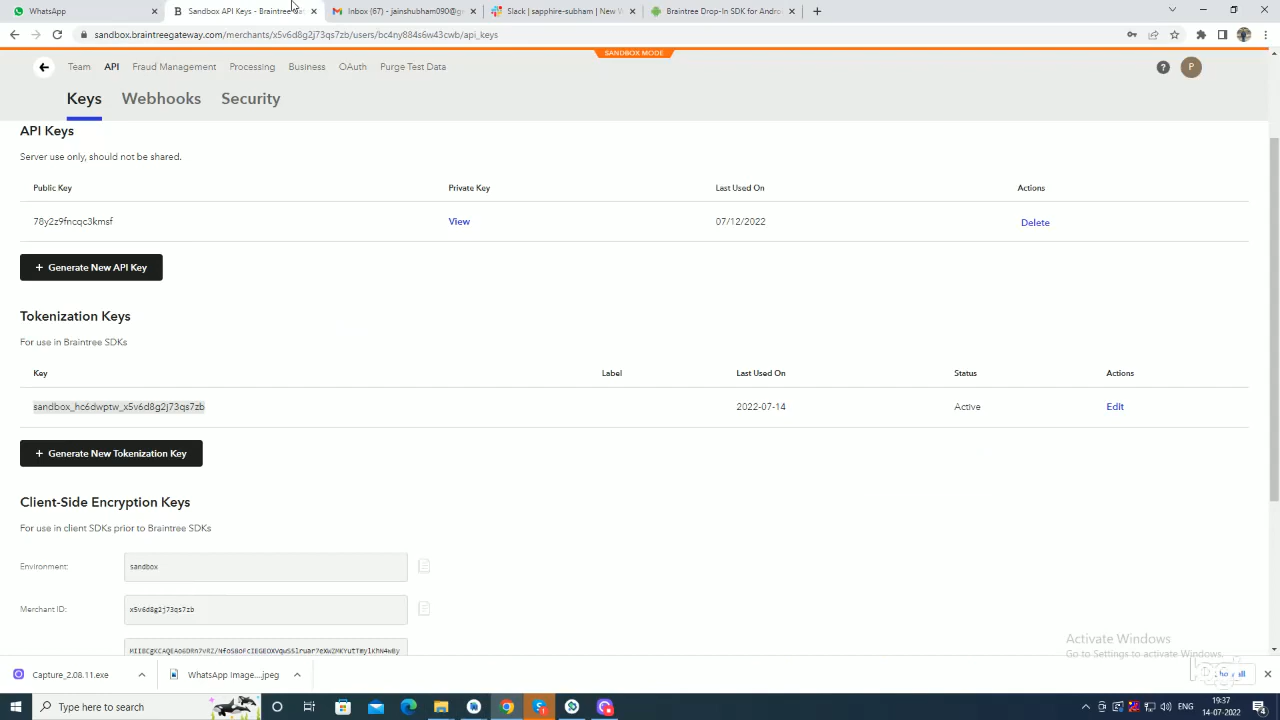 WhatsApp
Sandbox API Keys - Braintree
Inbox (67) - jainshubham090@g
Slack | sapphire-subham | New W
Braintree Drop-In SDK for Andro
sandbox.braintreegateway.com/merchants/x5v6d8g2j73qs7zb/users/bc4ny884s6w43cwb/api_keys
SANDBOX MODE
Team API Fraud Management Processing Business OAuth Purge Test Data
P
Keys Webhooks Security
API Keys
Server use only, should not be shared.
Public Key Private Key Last Used On Actions
78y2z9fncqc3kmsf View 07/12/2022 Delete
+ Generate New API Key
Tokenization Keys
For use in Braintree SDKs
Key Label Last Used On Status Actions
sandbox_hc6dwptw_x5v6d8g2j73qs7zb 2022-07-14 Active Edit
+ Generate New Tokenization Key
Client-Side Encryption Keys
For use in client SDKs prior to Braintree SDKs
Environment: sandbox
Merchant ID: x5v6d8g2j73qs7zb
Activate Windows
Go to Settings to activate Windows.
Capture_2.08.11.exe
WhatsApp Image....jpeg
Type here to search
ENG
19:37
14-07-2022
4